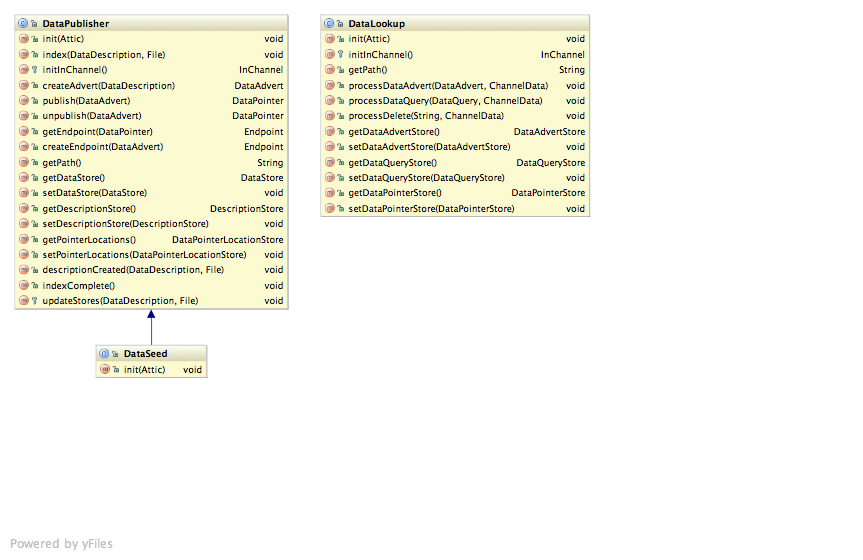 DataPublisher
init(Attic) void
index(DataDescription, File) void
initInChannel() InChannel
createAdvert(DataDescription) DataAdvert
publish(DataAdvert) DataPointer
unpublish(DataAdvert) DataPointer
getEndpoint(DataPointer) Endpoint
createEndpoint(DataAdvert) Endpoint
getPath() String
getDataStore() DataStore
setDataStore(DataStore) void
getDescriptionStore() DescriptionStore
setDescriptionStore(DescriptionStore) void
getPointerLocations() DataPointerLocationStore
setPointerLocations(DataPointerLocationStore) void
descriptionCreated(DataDescription, File) void
indexComplete() void
updateStores(DataDescription, File) void
DataLookup
init(Attic) void
initInChannel() InChannel
getPath() String
processDataAdvert(DataAdvert, ChannelData) void
processDataQuery(DataQuery, ChannelData) void
processDelete(String, ChannelData) void
getDataAdvertStore() DataAdvertStore
setDataAdvertStore(DataAdvertStore) void
getDataQueryStore() DataQueryStore
setDataQueryStore(DataQueryStore) void
getDataPointerStore() DataPointerStore
setDataPointerStore(DataPointerStore) void
DataSeed
init(Attic) void
Powered by yFiles